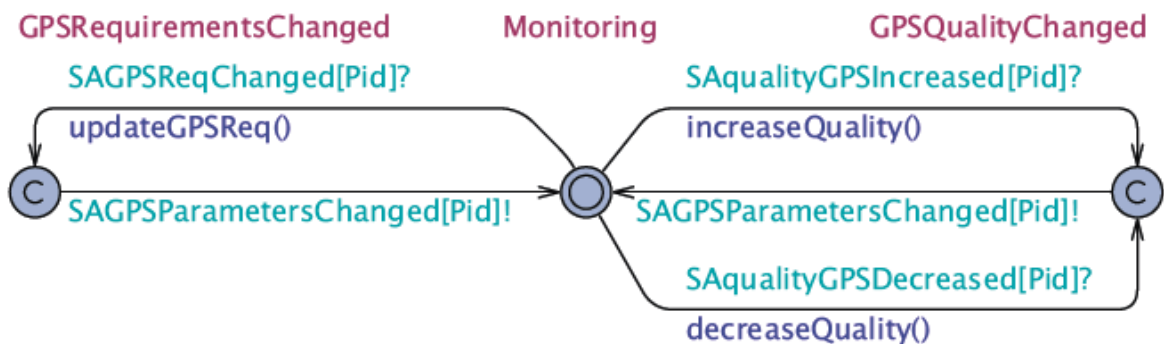 GPSRequirementsChanged Monitoring GPSQualityChanged
SAGPSReqChanged[Pid]? SAqualityGPSIncreased[Pid]?
updateGPSReq() increaseQuality()
C C
SAGPSParametersChanged[Pid]! SAGPSParametersChanged[Pid]!
SAqualityGPSDecreased[Pid]?
decreaseQuality()